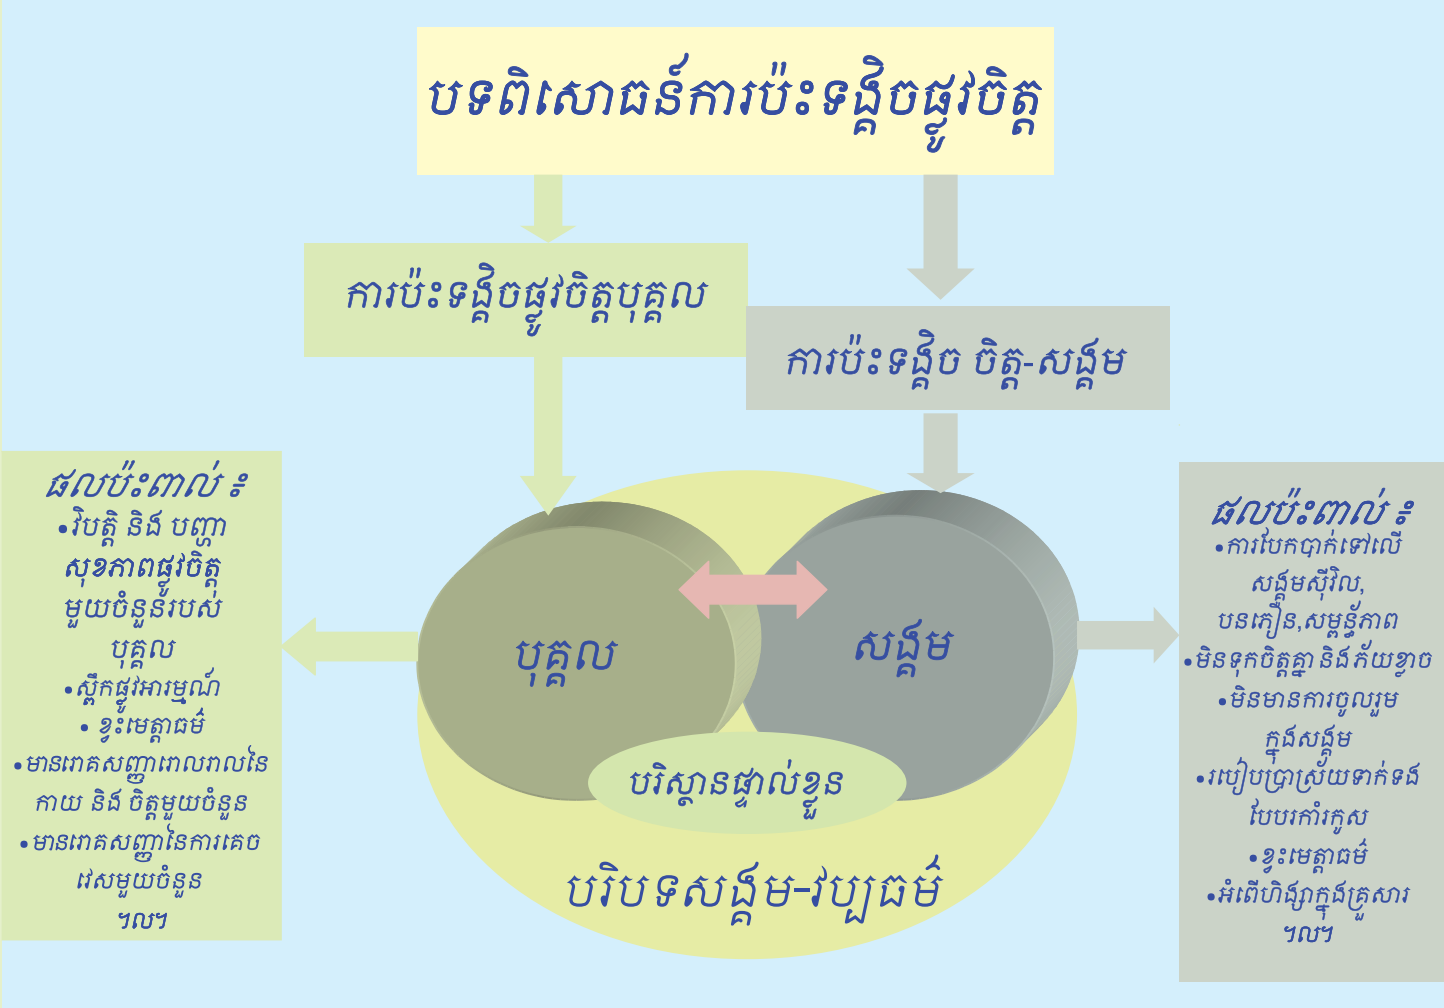 បទពិសោធន៍ការប៉ះទង្គិចផ្លូវចិត្ត
ការប៉ះទង្គិចផ្លូវចិត្តបុគ្គល
ការប៉ះទង្គិច ចិត្ត-សង្គម
ផលប៉ះពាល់ ៖
•វិបត្តិ និង បញ្ហា
សុខភាពផ្លូវចិត្ត
មួយចំនួនរបស់
បុគ្គល
•ស្ពឹកផ្លូវអារម្មណ៍
• ខ្វះមេត្តាធម៌
•មានរោគសញ្ញារោលរាលនៃ
កាយ និង ចិត្តមួយចំនួន
•មានរោគសញ្ញានៃការគេច
វេសមួយចំនួន
។ល។
បុគ្គល
សង្គម
បរិស្ថានផ្ទាល់ខ្លួន
បរិបទសង្គម-វប្បធម៌
ផលប៉ះពាល់ ៖
•ការបែកបាក់ទៅលើ
សង្គមស៊ីវិល,
បនភឿន,សម្ពន្ធ័ភាព
•មិនទុកចិត្តគ្នា និងភ័យខ្លាច
•មិនមានការចូលរួម
ក្នុងសង្គម
•របៀបប្រាស្រ័យទាក់ទង
បែបរកាំរកូស
•ខ្វះមេត្តាធម៌
•អំពើហិង្សាក្នុងគ្រួសារ
។ល។